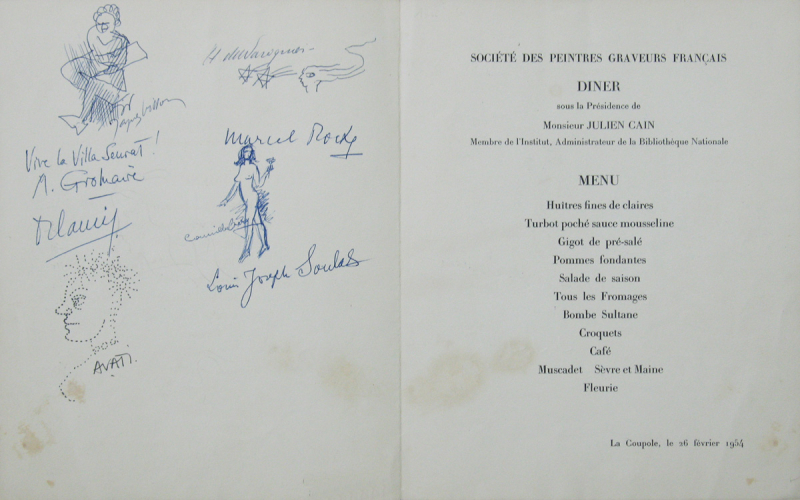 H. de Waroquier
Jacques Villon
Marcel Roche
Vive la Villa Seurat !
M. Gromaire
Louis Joseph Soulas
AVATI.
SOCIÉTÉ DES PEINTRES GRAVEURS FRANÇAIS
DINER
sous la Présidence de
Monsieur JULIEN CAIN
Membre de l'Institut, Administrateur de la Bibliothèque Nationale
MENU
Huîtres fines de claires
Turbot poché sauce mousseline
Gigot de pré-salé
Pommes fondantes
Salade de saison
Tous les Fromages
Bombe Sultane
Croquets
Café
Muscadet Sèvre et Maine
Fleurie
La Coupole, le 26 février 1954